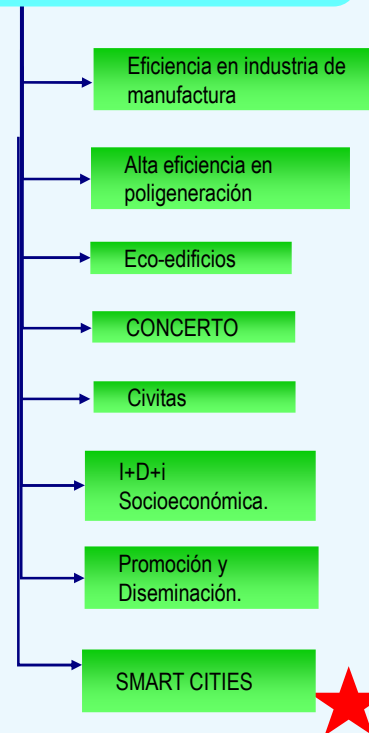 Eficiencia en industria de
manufactura
Alta eficiencia en
poligeneración
Eco-edificios
CONCERTO
Civitas
I+D+i
Socioeconómica.
Promoción y
Diseminación.
SMART CITIES